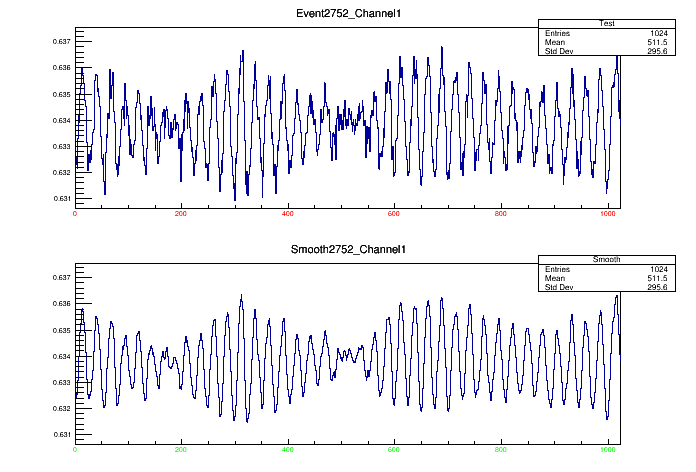 Event2752_Channel1
Test
Entries 1024
Mean 511.5
Std Dev 295.6
0.637
0.636
0.635
0.634
0.633
0.632
0.631
0 200 400 600 800 1000
Smooth2752_Channel1
Smooth
Entries 1024
Mean 511.5
Std Dev 295.6
0.637
0.636
0.635
0.634
0.633
0.632
0.631
0 200 400 600 800 1000